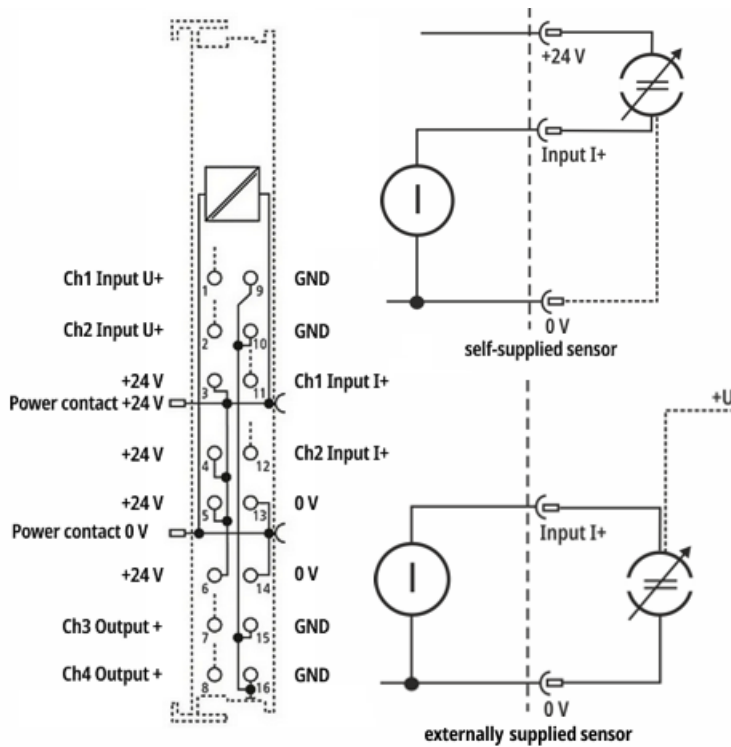 Ch1 Input U+
1
9
GND
Ch2 Input U+
2
10
GND
+24 V
3
11
Ch1 Input I+
Power contact +24 V
+24 V
4
12
Ch2 Input I+
+24 V
5
13
0 V
Power contact 0 V
+24 V
6
14
0 V
Ch3 Output +
7
15
GND
Ch4 Output +
8
16
GND
+24 V
Input I+
I
0 V
self-supplied sensor
+U
Input I+
I
0 V
externally supplied sensor